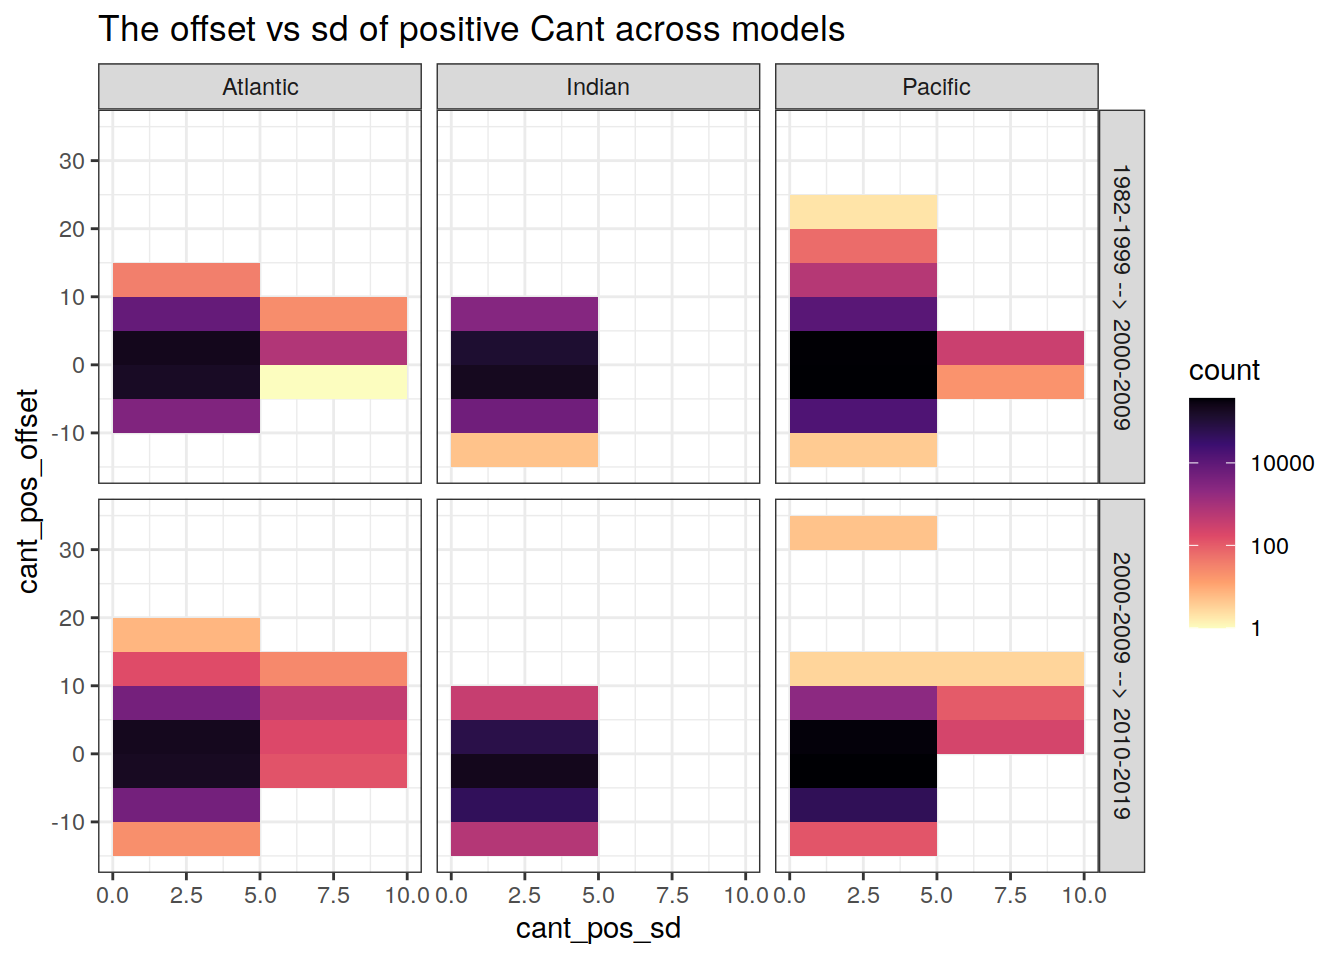 The offset vs sd of positive Cant across models
Atlantic
Indian
Pacific
30
20
10
0
-10
1982-1999 --> 2000-2009
30
20
10
0
-10
2000-2009 --> 2010-2019
cant_pos_offset
0.0 2.5 5.0 7.5 10.0
0.0 2.5 5.0 7.5 10.0
0.0 2.5 5.0 7.5 10.0
cant_pos_sd
count
10000
100
1